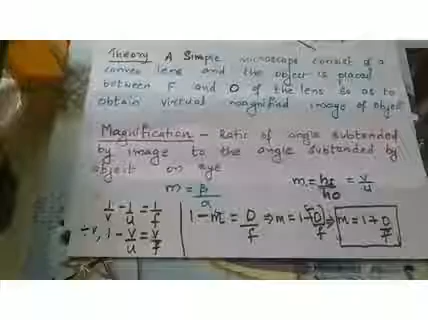 Theory A Simple microscope consist of a
convex lens and the object is placed
between F and O of the lens so as to
obtain virtual magnified image of object
Magnification - Ratio of angle subtended
by image to the angle subtended by
object on eye
m = β/α
m = hI/ho = v/u
1/v - 1/u = 1/f
÷v, 1 - v/u = v/f
1 - m = D/f ⇒ m = 1 + D/f ⇒ m = 1 + D/f